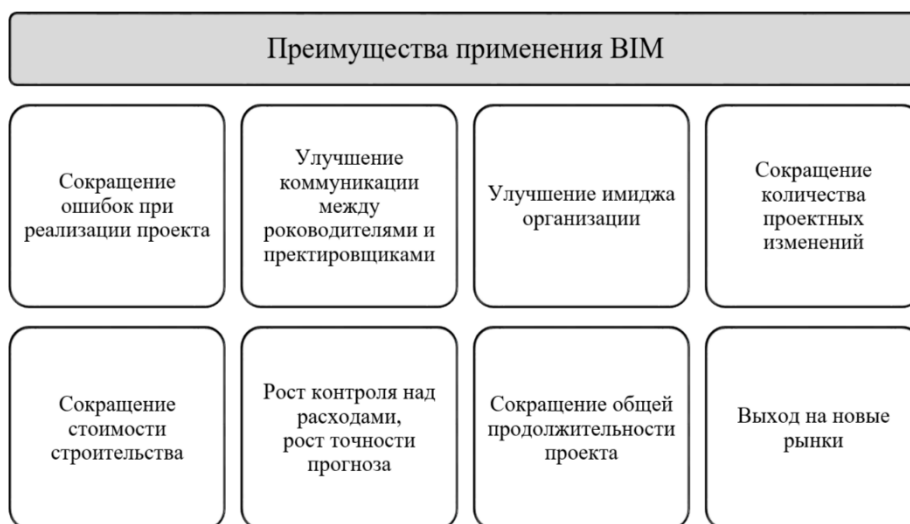 Преимущества применения BIM
Сокращение
ошибок при
реализации проекта
Улучшение
коммуникации
между
роководителями и
пректировщиками
Улучшение имиджа
организации
Сокращение
количества
проектных
изменений
Сокращение
стоимости
строительства
Рост контроля над
расходами,
рост точности
прогноза
Сокращение общей
продолжительности
проекта
Выход на новые
рынки